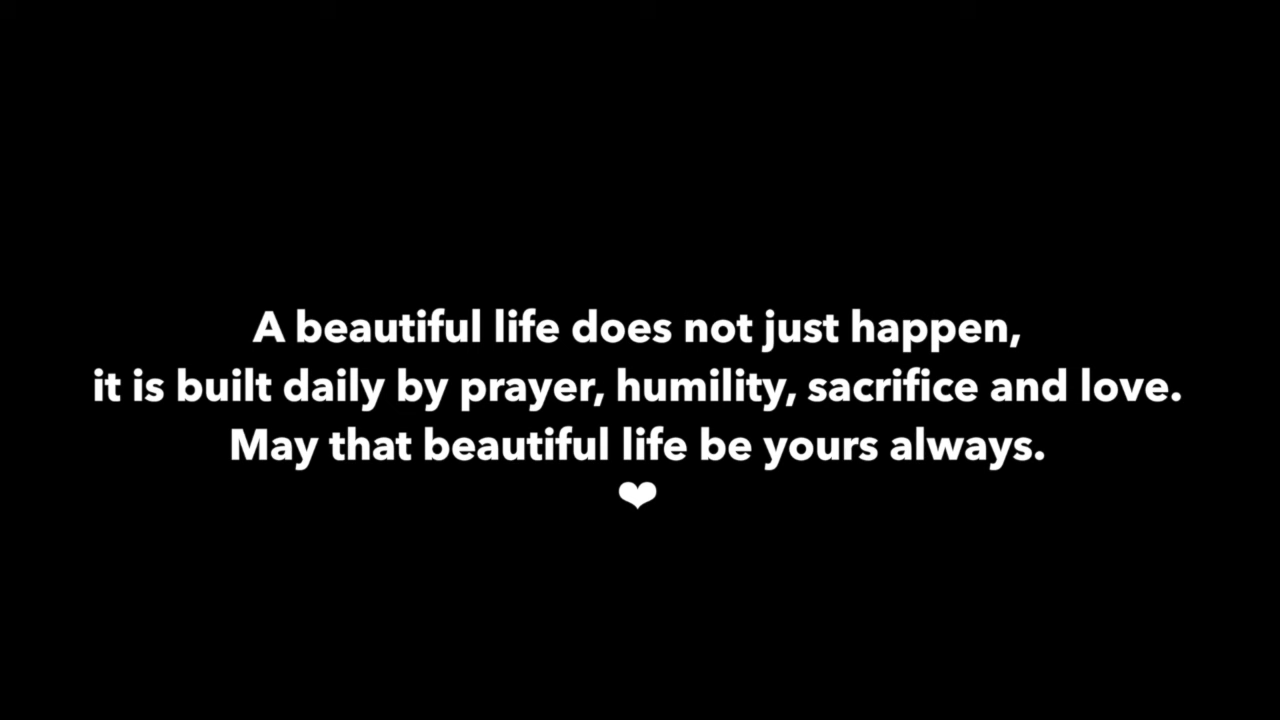 A beautiful life does not just happen,
it is built daily by prayer, humility, sacrifice and love.
May that beautiful life be yours always.
❤